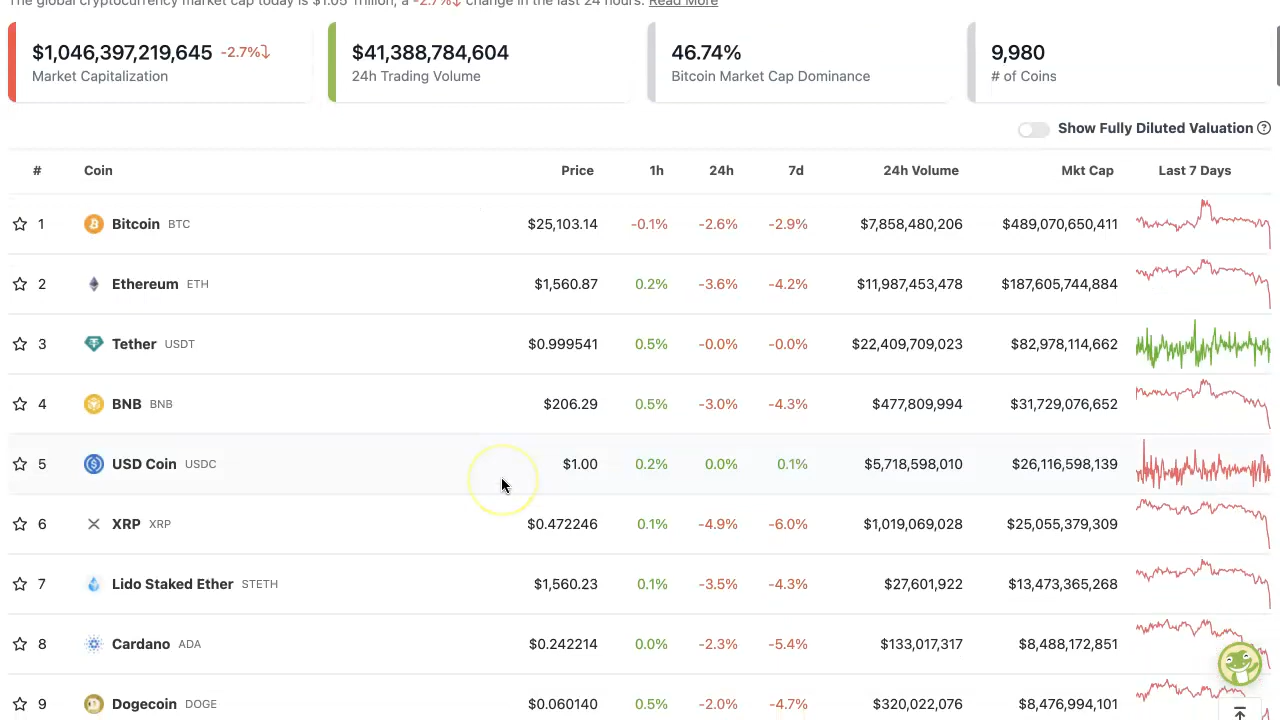 The global cryptocurrency market cap today is $1.05 Trillion, a -2.7% change in the last 24 hours. Read More
$1,046,397,219,645 -2.7%
Market Capitalization
$41,388,784,604
24h Trading Volume
46.74%
Bitcoin Market Cap Dominance
9,980
# of Coins
Show Fully Diluted Valuation ?
# Coin Price 1h 24h 7d 24h Volume Mkt Cap Last 7 Days
1 Bitcoin BTC $25,103.14 -0.1% -2.6% -2.9% $7,858,480,206 $489,070,650,411
2 Ethereum ETH $1,560.87 0.2% -3.6% -4.2% $11,987,453,478 $187,605,744,884
3 Tether USDT $0.999541 0.5% -0.0% -0.0% $22,409,709,023 $82,978,114,662
4 BNB BNB $206.29 0.5% -3.0% -4.3% $477,809,994 $31,729,076,652
5 USD Coin USDC $1.00 0.2% 0.0% 0.1% $5,718,598,010 $26,116,598,139
6 XRP XRP $0.472246 0.1% -4.9% -6.0% $1,019,069,028 $25,055,379,309
7 Lido Staked Ether STETH $1,560.23 0.1% -3.5% -4.3% $27,601,922 $13,473,365,268
8 Cardano ADA $0.242214 0.0% -2.3% -5.4% $133,017,317 $8,488,172,851
9 Dogecoin DOGE $0.060140 0.5% -2.0% -4.7% $320,022,076 $8,476,994,101